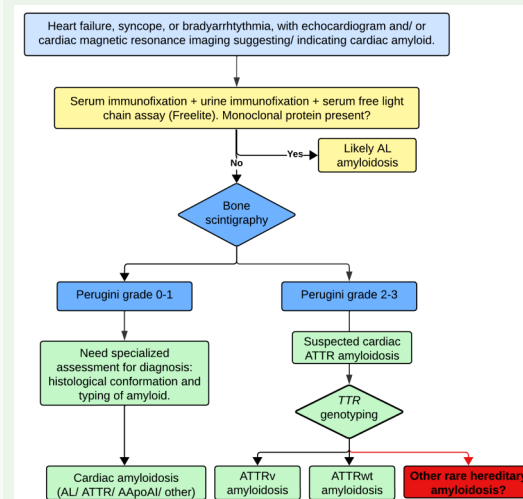 Heart failure, syncope, or bradyarrhtythmia, with echocardiogram and/ or
cardiac magnetic resonance imaging suggesting/ indicating cardiac amyloid.
Serum immunofixation + urine immunofixation + serum free light
chain assay (Freelite). Monoclonal protein present?
Yes
Likely AL
amyloidosis
No
Bone
scintigraphy
Perugini grade 0-1
Perugini grade 2-3
Need specialized
assessment for diagnosis:
histological conformation and
typing of amyloid.
Suspected cardiac
ATTR amyloidosis
TTR
genotyping
Cardiac amyloidosis
(AL/ ATTR/ AApoAI/ other)
ATTRv
amyloidosis
ATTRwt
amyloidosis
Other rare hereditary
amyloidosis?